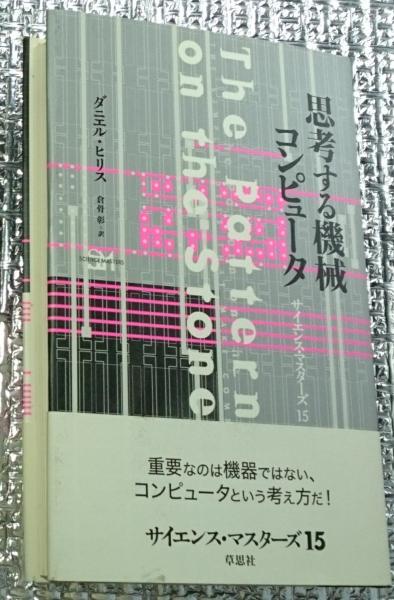 思考する機械
コンピュータ
The Pattern
on the Stone
ダニエル・ヒリス
倉骨 彰・訳
SCIENCE MASTERS
サイエンス・マスターズ 15
重要なのは機器ではない、
コンピュータという考え方だ!
サイエンス・マスターズ15
草思社